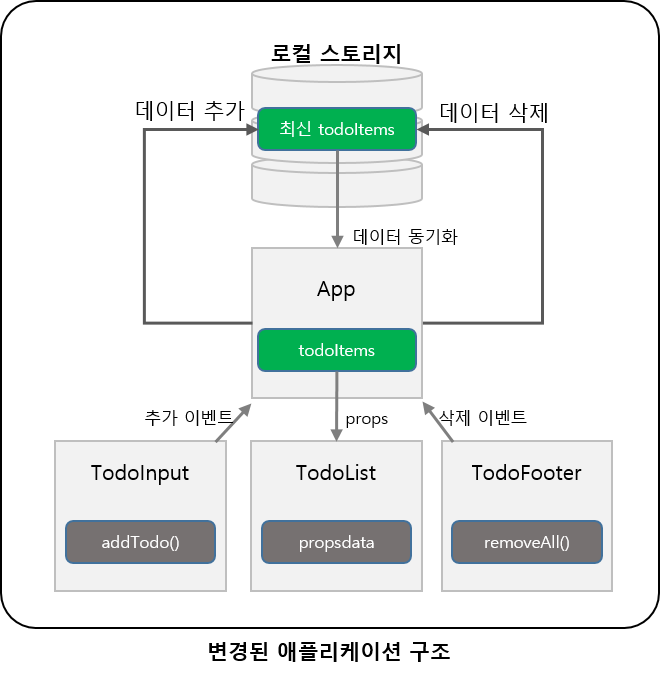 로컬 스토리지
데이터 추가
데이터 삭제
최신 todoItems
데이터 동기화
App
todoItems
추가 이벤트
props
삭제 이벤트
TodoInput
TodoList
TodoFooter
addTodo()
propsdata
removeAll()
변경된 애플리케이션 구조